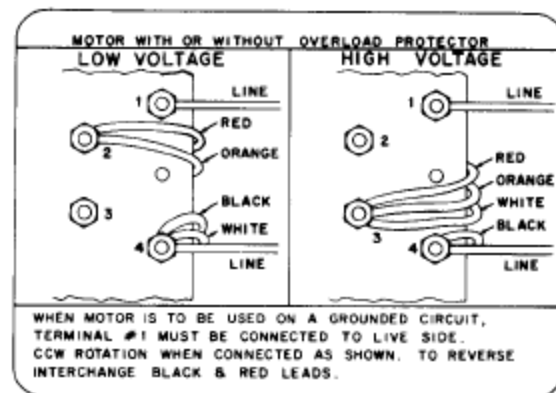 MOTOR WITH OR WITHOUT OVERLOAD PROTECTOR
LOW VOLTAGE
1
LINE
RED
2
ORANGE
3
BLACK
WHITE
4
LINE
HIGH VOLTAGE
1
LINE
2
RED
ORANGE
WHITE
3
BLACK
4
LINE
WHEN MOTOR IS TO BE USED ON A GROUNDED CIRCUIT,
TERMINAL #1 MUST BE CONNECTED TO LIVE SIDE.
CCW ROTATION WHEN CONNECTED AS SHOWN. TO REVERSE
INTERCHANGE BLACK & RED LEADS.